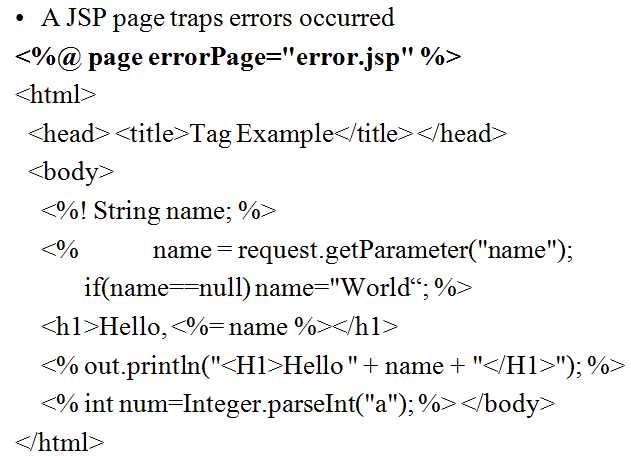 • A JSP page traps errors occurred
<%@ page errorPage="error.jsp" %>
<html>
<head> <title>Tag Example</title> </head>
<body>
<%! String name; %>
<% name = request.getParameter("name");
if(name==null) name="World“; %>
<h1>Hello, <%= name %></h1>
<% out.println("<H1>Hello " + name + "</H1>"); %>
<% int num=Integer.parseInt("a"); %> </body>
</html>